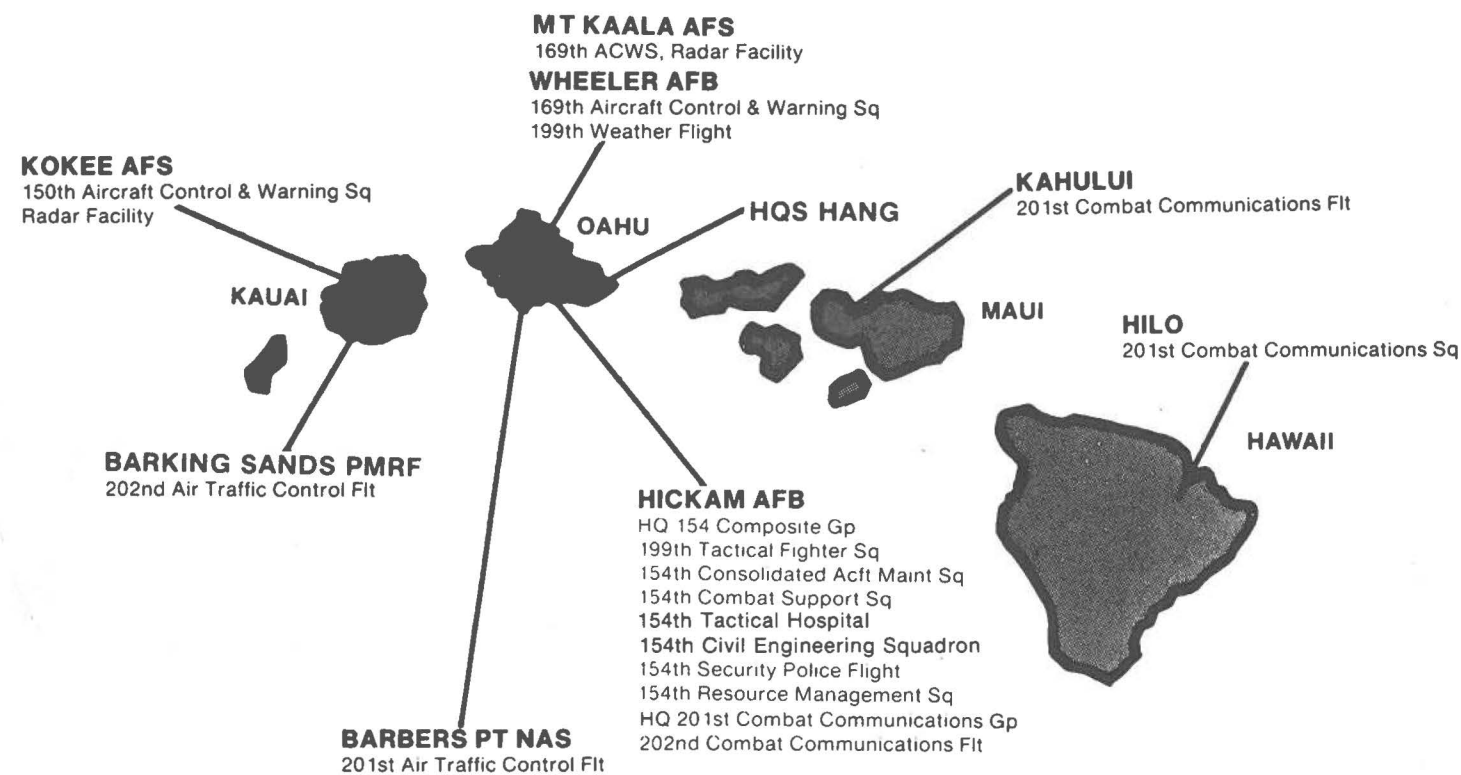 MT KAALA AFS
169th ACWS, Radar Facility
WHEELER AFB
169th Aircraft Control & Warning Sq
199th Weather Flight
KOKEE AFS
150th Aircraft Control & Warning Sq
Radar Facility
KAHULUI
201st Combat Communications Flt
HQS HANG
OAHU
KAUAI
MAUI
HILO
201st Combat Communications Sq
HAWAII
BARKING SANDS PMRF
202nd Air Traffic Control Flt
HICKAM AFB
HQ 154 Composite Gp
199th Tactical Fighter Sq
154th Consolidated Acft Maint Sq
154th Combat Support Sq
154th Tactical Hospital
154th Civil Engineering Squadron
154th Security Police Flight
154th Resource Management Sq
HQ 201st Combat Communications Gp
202nd Combat Communications Flt
BARBERS PT NAS
201st Air Traffic Control Flt